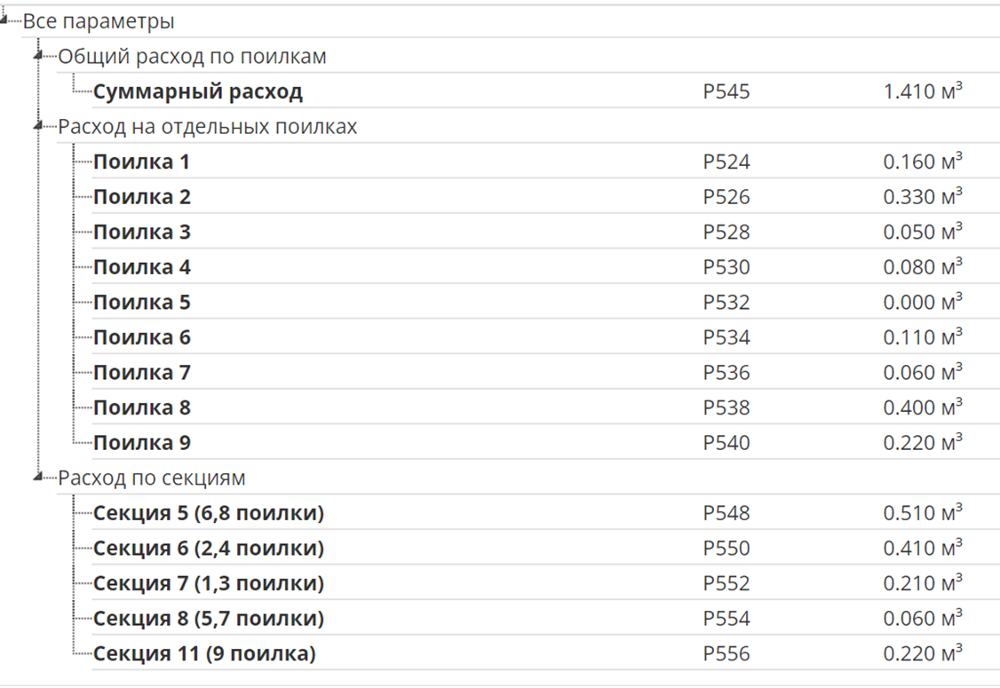 Все параметры
Общий расход по поилкам
Суммарный расход P545 1.410 м³
Расход на отдельных поилках
Поилка 1 P524 0.160 м³
Поилка 2 P526 0.330 м³
Поилка 3 P528 0.050 м³
Поилка 4 P530 0.080 м³
Поилка 5 P532 0.000 м³
Поилка 6 P534 0.110 м³
Поилка 7 P536 0.060 м³
Поилка 8 P538 0.400 м³
Поилка 9 P540 0.220 м³
Расход по секциям
Секция 5 (6,8 поилки) P548 0.510 м³
Секция 6 (2,4 поилки) P550 0.410 м³
Секция 7 (1,3 поилки) P552 0.210 м³
Секция 8 (5,7 поилки) P554 0.060 м³
Секция 11 (9 поилка) P556 0.220 м³